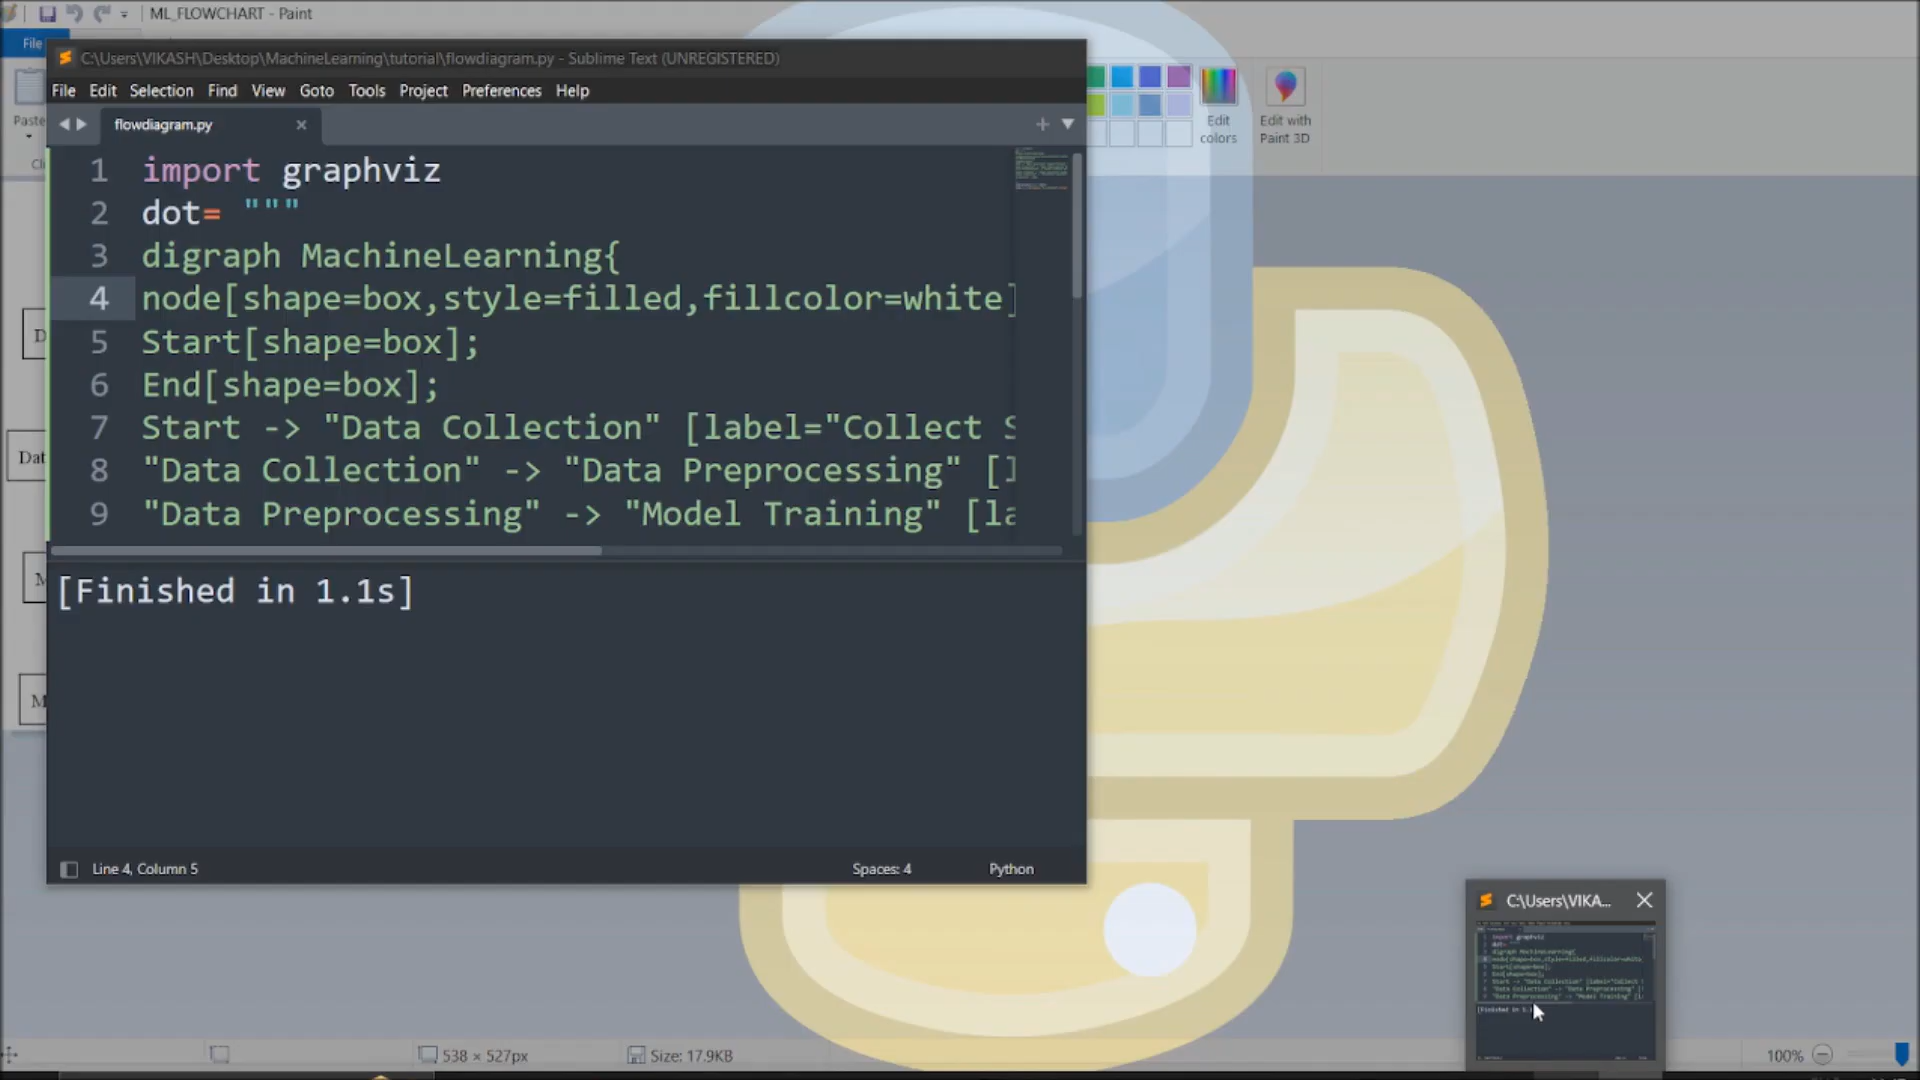 ML_FLOWCHART - Paint
File
Paste
Edit colors
Edit with Paint 3D
C:\Users\VIKASH\Desktop\MachineLearning\tutorial\flowdiagram.py - Sublime Text (UNREGISTERED)
File Edit Selection Find View Goto Tools Project Preferences Help
flowdiagram.py
1 import graphviz
2 dot= """
3 digraph MachineLearning{
4 node[shape=box,style=filled,fillcolor=white]
5 Start[shape=box];
6 End[shape=box];
7 Start -> "Data Collection" [label="Collect S
8 "Data Collection" -> "Data Preprocessing" [l
9 "Data Preprocessing" -> "Model Training" [la
[Finished in 1.1s]
Line 4, Column 5
Spaces: 4
Python
C:\Users\VIKA...
538 × 527px
Size: 17.9KB
100%